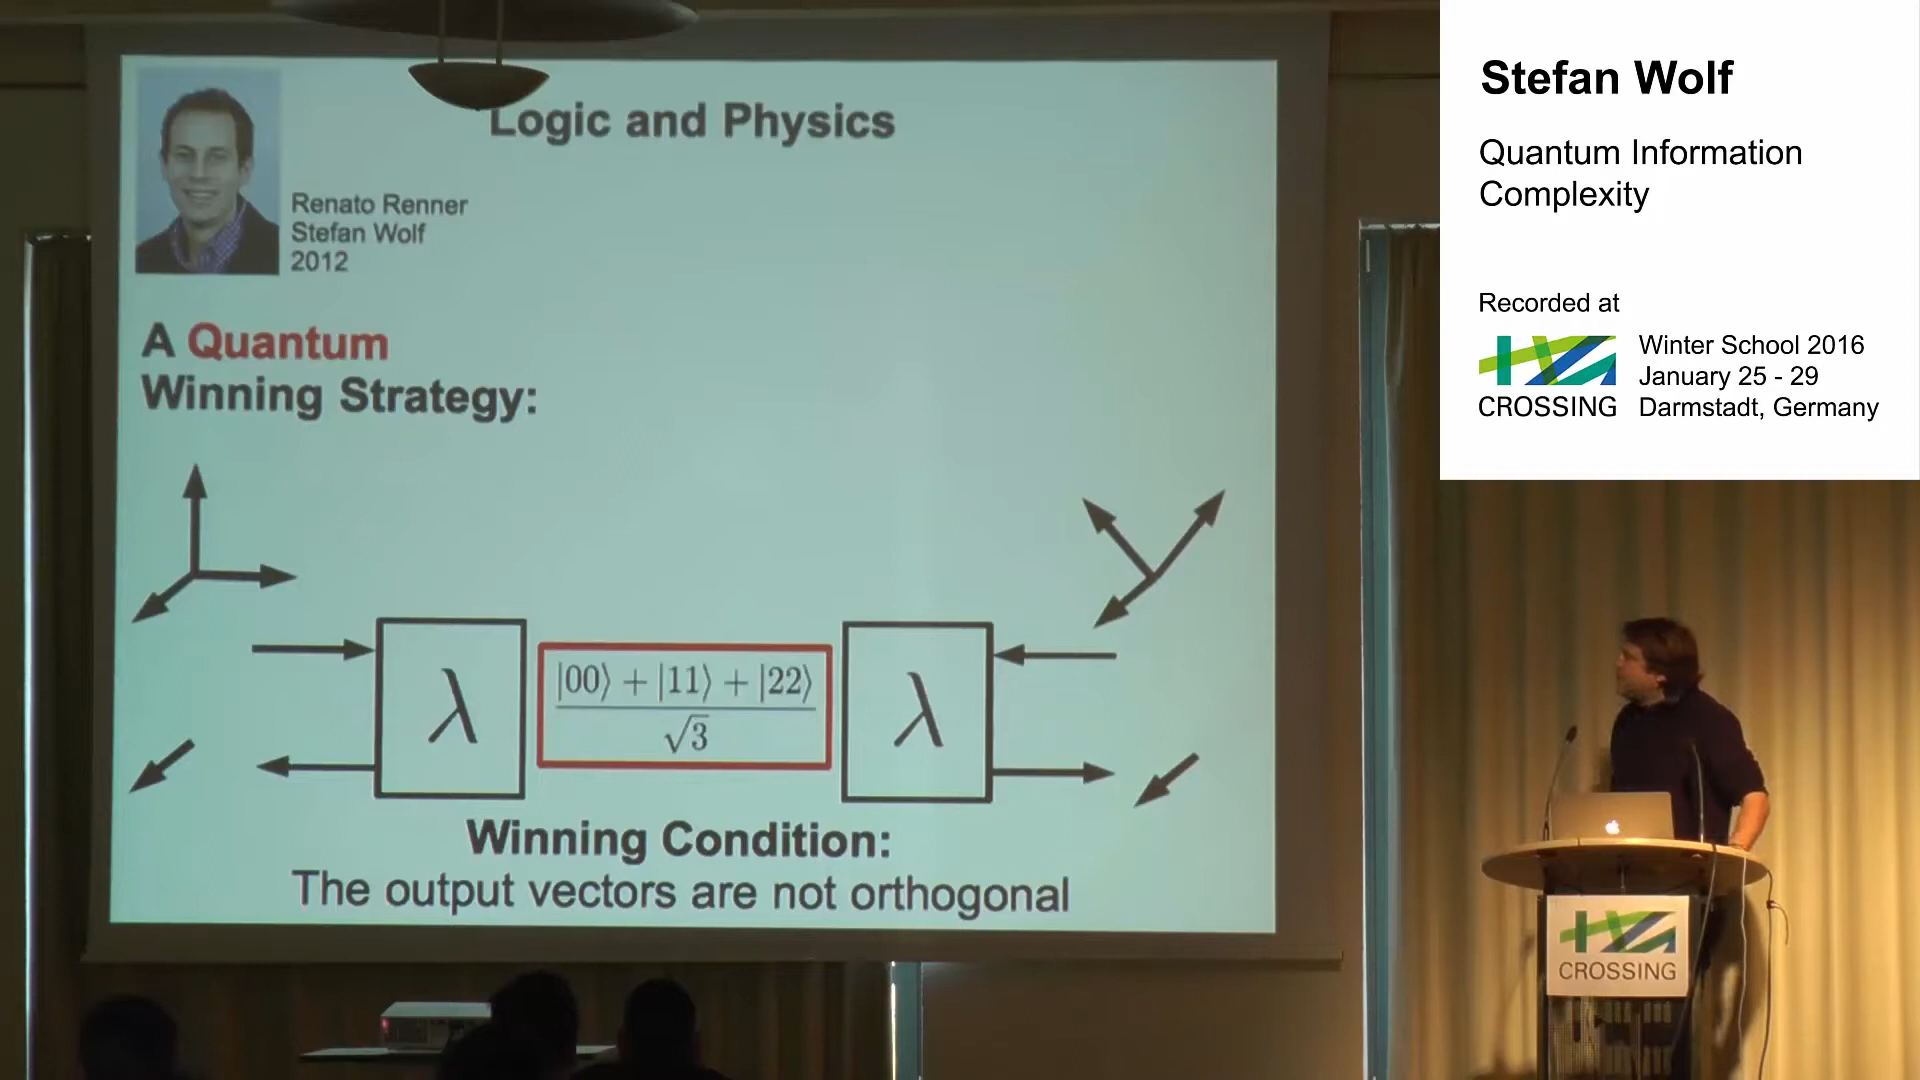 Logic and Physics
Renato Renner
Stefan Wolf
2012
A Quantum
Winning Strategy:
λ
|00⟩ + |11⟩ + |22⟩
√3
λ
Winning Condition:
The output vectors are not orthogonal
Stefan Wolf
Quantum Information
Complexity
Recorded at
CROSSING
Winter School 2016
January 25 - 29
Darmstadt, Germany
CROSSING